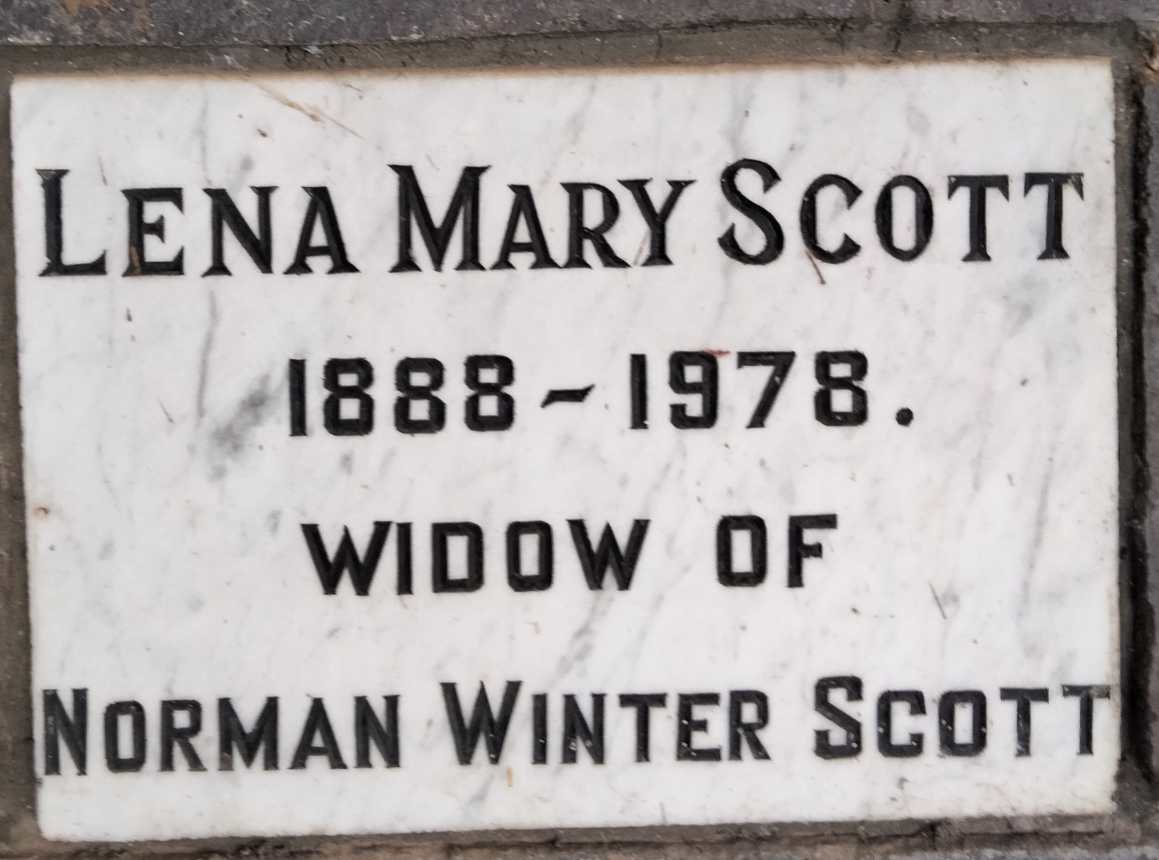 LENA MARY SCOTT
1888 - 1978.
WIDOW OF
NORMAN WINTER SCOTT